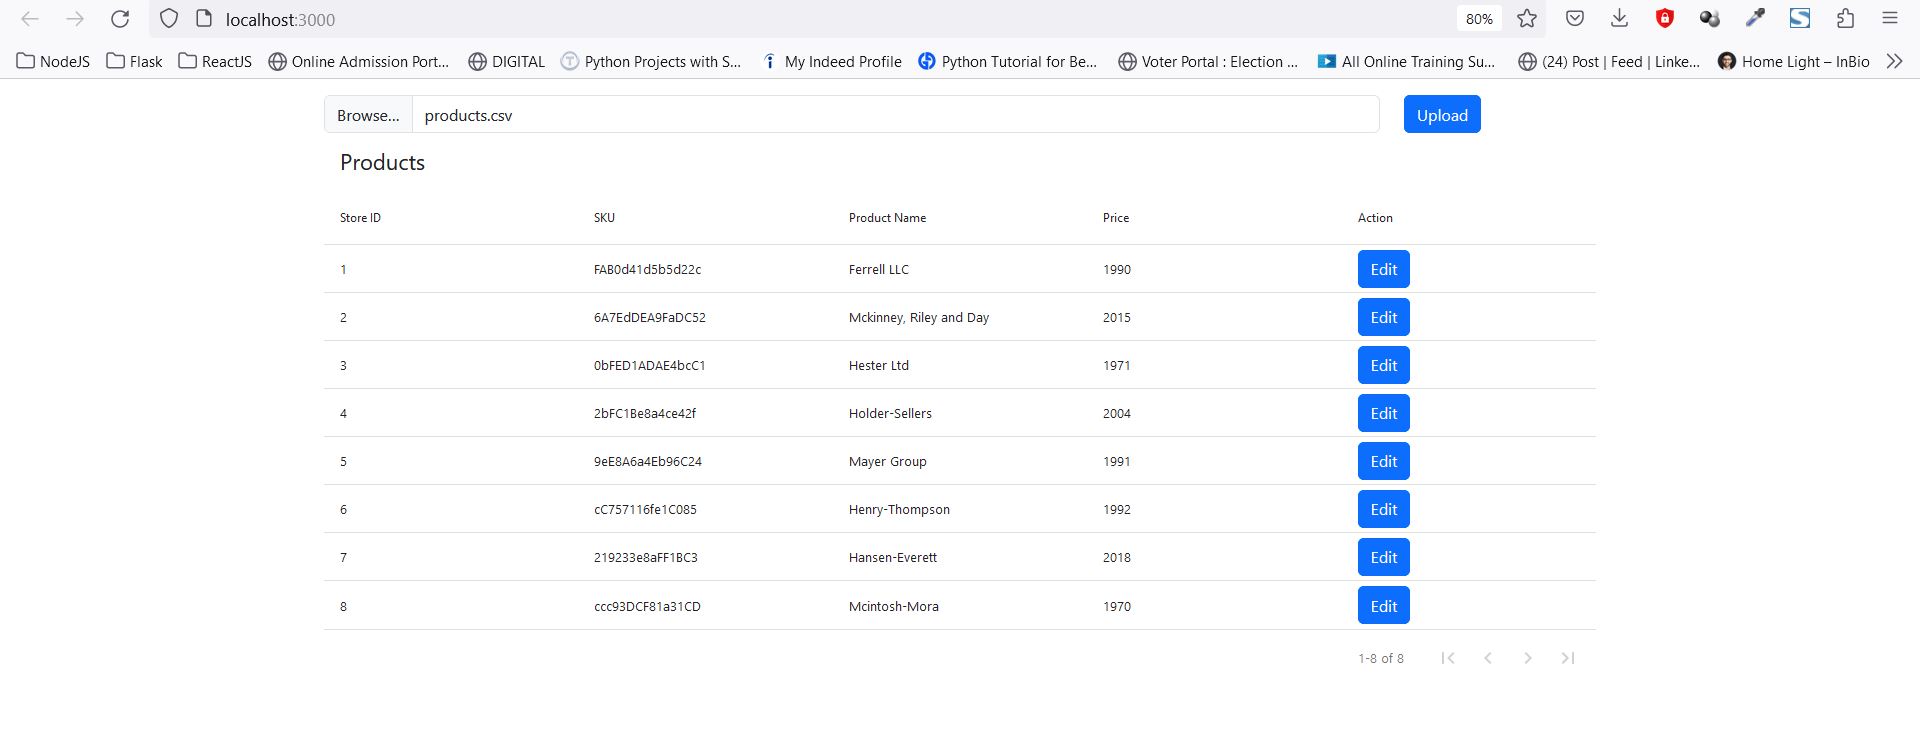 localhost:3000 80%
NodeJS Flask ReactJS Online Admission Port... DIGITAL Python Projects with S... My Indeed Profile Python Tutorial for Be... Voter Portal : Election ... All Online Training Su... (24) Post | Feed | Linke... Home Light – InBio
Browse... products.csv Upload
Products
Store ID SKU Product Name Price Action
1 FAB0d41d5b5d22c Ferrell LLC 1990 Edit
2 6A7EdDEA9FaDC52 Mckinney, Riley and Day 2015 Edit
3 0bFED1ADAE4bcC1 Hester Ltd 1971 Edit
4 2bFC1Be8a4ce42f Holder-Sellers 2004 Edit
5 9eE8A6a4Eb96C24 Mayer Group 1991 Edit
6 cC757116fe1C085 Henry-Thompson 1992 Edit
7 219233e8aFF1BC3 Hansen-Everett 2018 Edit
8 ccc93DCF81a31CD Mcintosh-Mora 1970 Edit
1-8 of 8